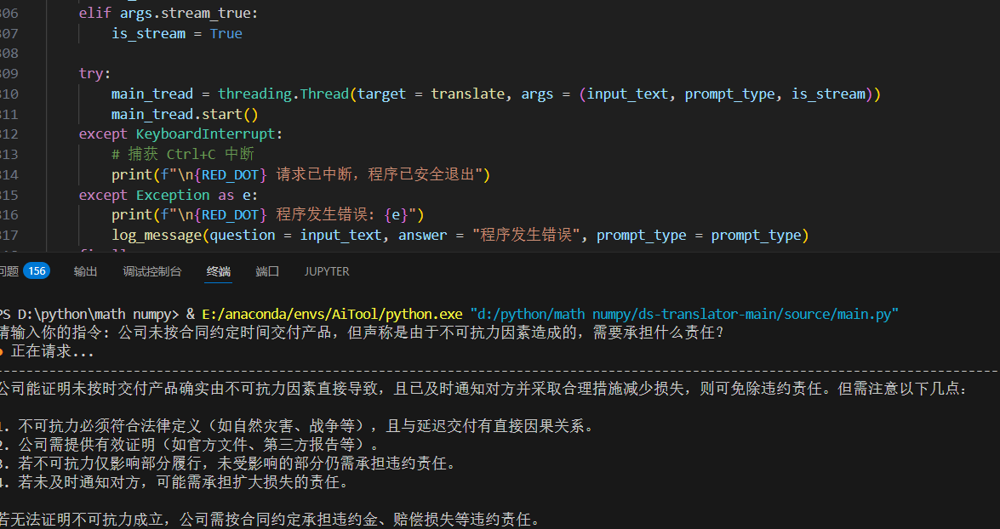 306 elif args.stream_true:
307 is_stream = True
308
309 try:
310 main_tread = threading.Thread(target = translate, args = (input_text, prompt_type, is_stream))
311 main_tread.start()
312 except KeyboardInterrupt:
313 # 捕获 Ctrl+C 中断
314 print(f"\n{RED_DOT} 请求已中断，程序已安全退出")
315 except Exception as e:
316 print(f"\n{RED_DOT} 程序发生错误: {e}")
317 log_message(question = input_text, answer = "程序发生错误", prompt_type = prompt_type)
问题 156 输出 调试控制台 终端 端口 JUPYTER
PS D:\python\math numpy> & E:/anaconda/envs/AiTool/python.exe "d:/python/math numpy/ds-translator-main/source/main.py"
请输入你的指令: 公司未按合同约定时间交付产品，但声称是由于不可抗力因素造成的，需要承担什么责任？
正在请求...
公司能证明未按时交付产品确实由不可抗力因素直接导致，且已及时通知对方并采取合理措施减少损失，则可免除违约责任。但需注意以下几点：
1. 不可抗力必须符合法律定义（如自然灾害、战争等），且与延迟交付有直接因果关系。
2. 公司需提供有效证明（如官方文件、第三方报告等）。
3. 若不可抗力仅影响部分履行，未受影响的部分仍需承担违约责任。
4. 若未及时通知对方，可能需承担扩大损失的责任。
若无法证明不可抗力成立，公司需按合同约定承担违约金、赔偿损失等违约责任。